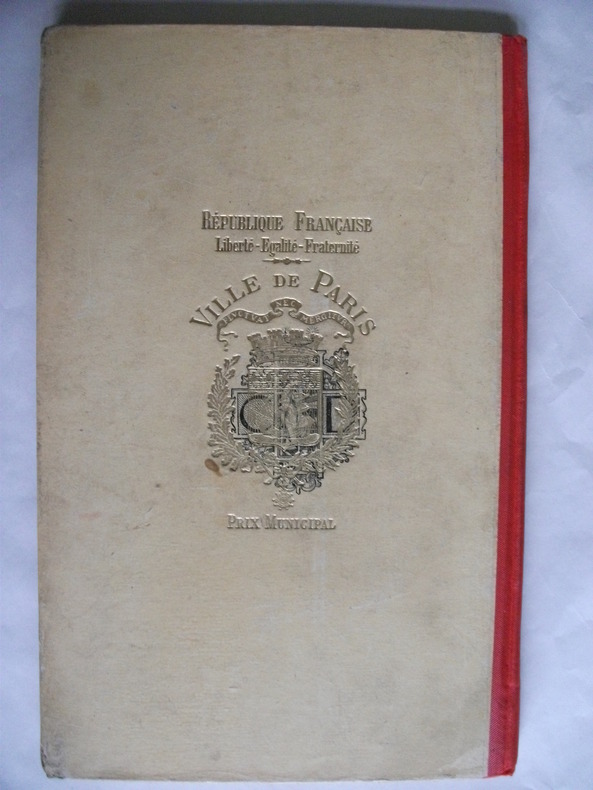 RÉPUBLIQUE FRANÇAISE
Liberté-Egalité-Fraternité
VILLE DE PARIS
FLUCTUAT NEC MERGITUR
PRIX MUNICIPAL